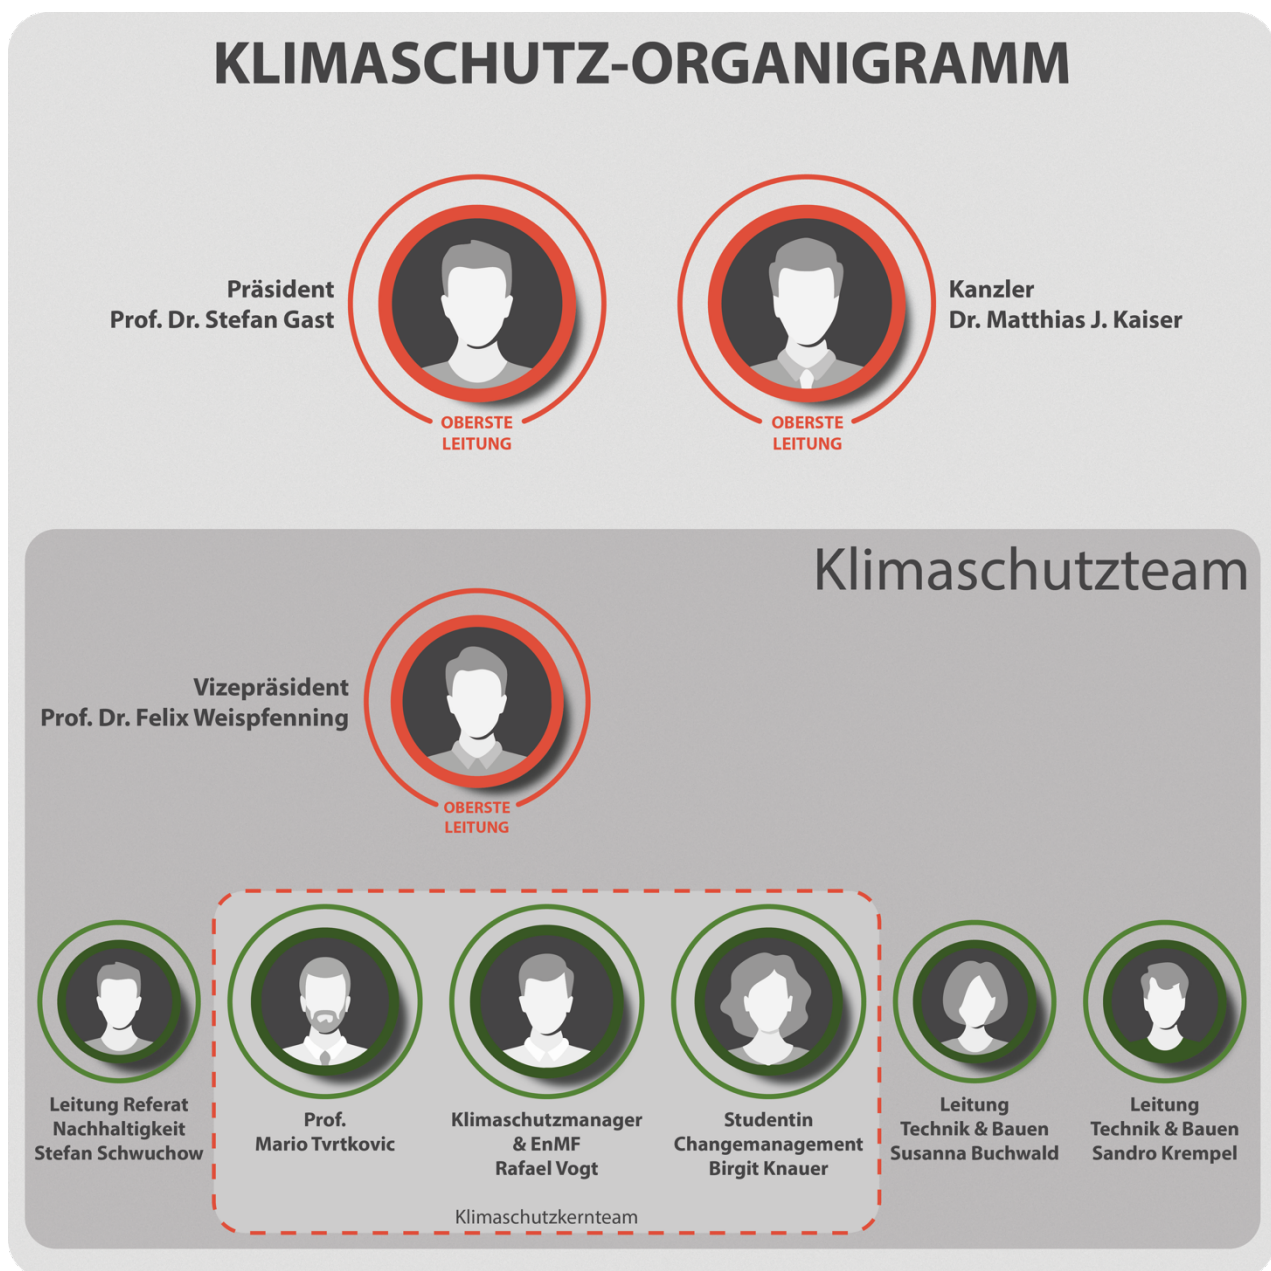 KLIMASCHUTZ-ORGANIGRAMM
Präsident
Prof. Dr. Stefan Gast
OBERSTE
LEITUNG
Kanzler
Dr. Matthias J. Kaiser
OBERSTE
LEITUNG
Klimaschutzteam
Vizepräsident
Prof. Dr. Felix Weispfenning
OBERSTE
LEITUNG
Leitung Referat
Nachhaltigkeit
Stefan Schwuchow
Prof.
Mario Tvrtkovic
Klimaschutzmanager
& EnMF
Rafael Vogt
Studentin
Changemanagement
Birgit Knauer
Leitung
Technik & Bauen
Susanna Buchwald
Leitung
Technik & Bauen
Sandro Krempel
Klimaschutzkernteam